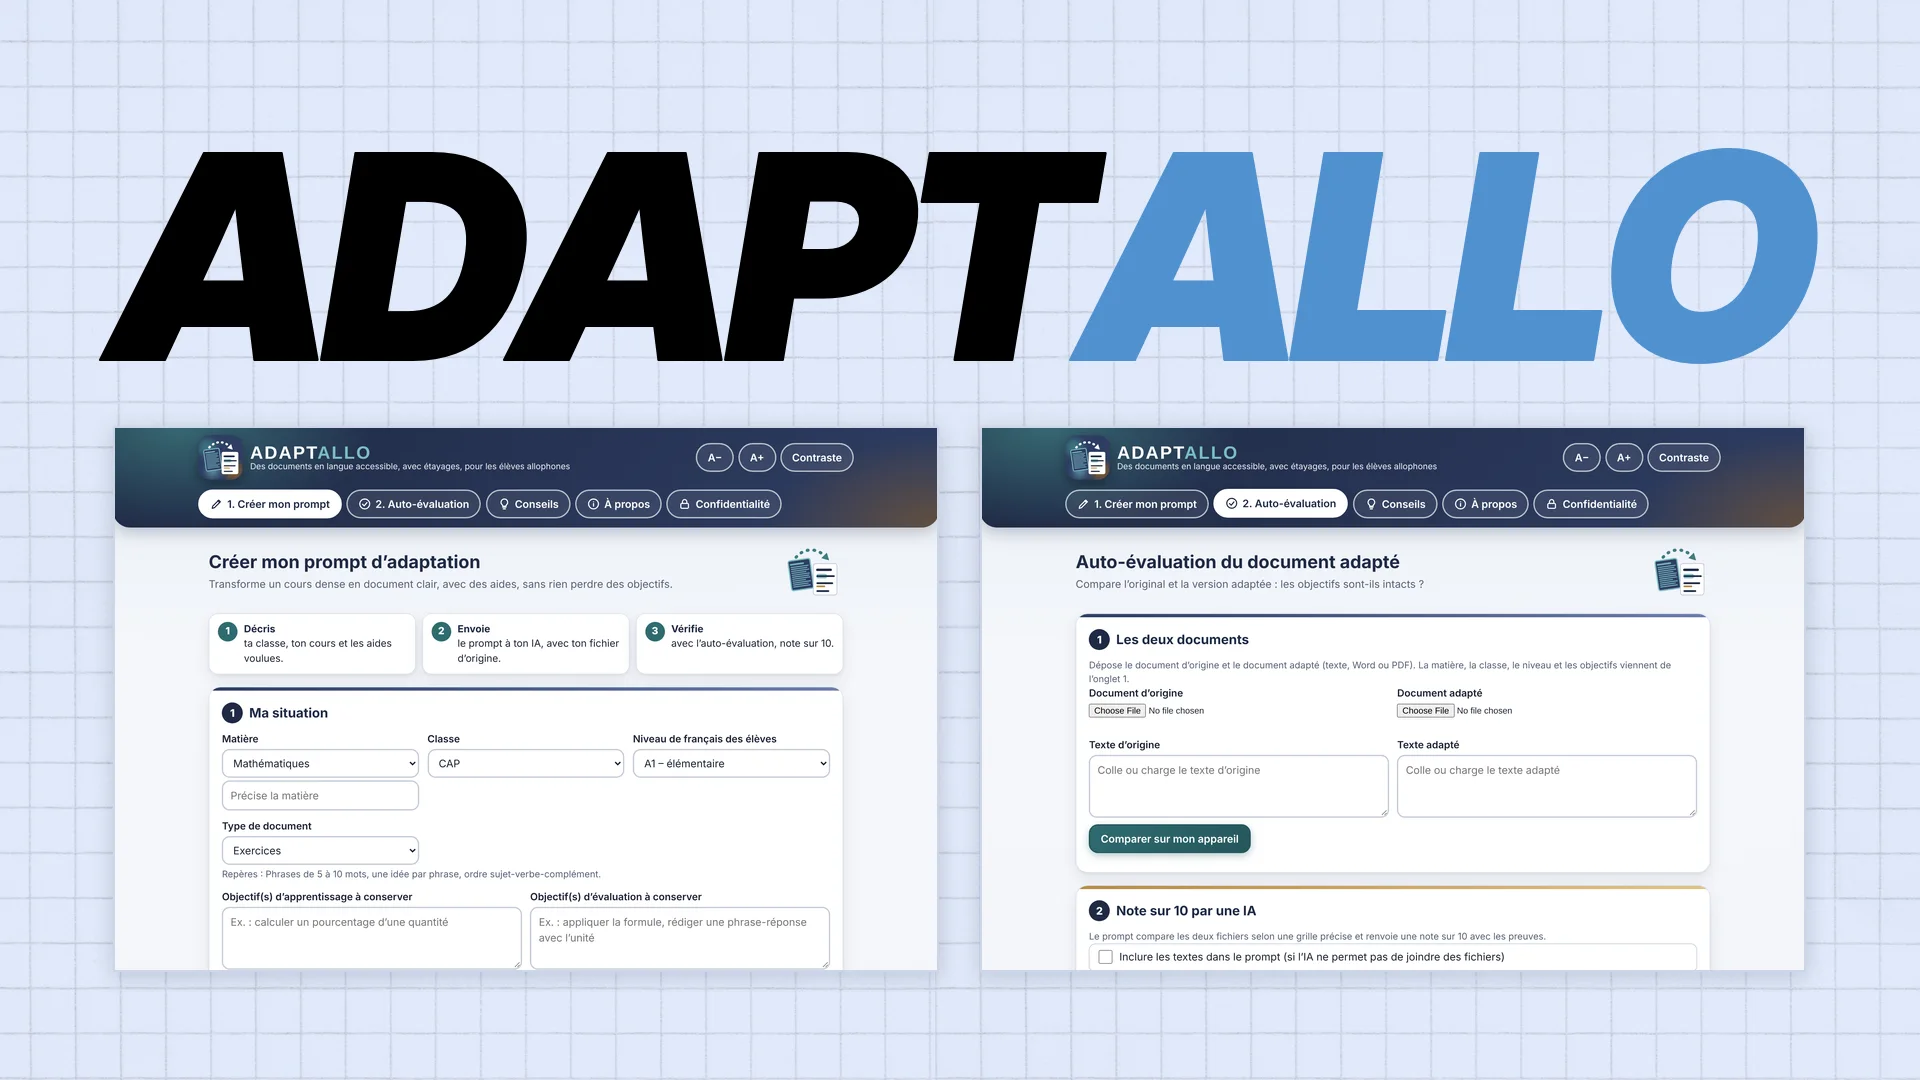 ADAPTALLO
ADAPTALLO
Des documents en langue accessible, avec étayages, pour les élèves allophones
A−
A+
Contraste
1. Créer mon prompt
2. Auto-évaluation
Conseils
À propos
Confidentialité
Créer mon prompt d’adaptation
Transforme un cours dense en document clair, avec des aides, sans rien perdre des objectifs.
1
Décris
ta classe, ton cours et les aides
voulues.
2
Envoie
le prompt à ton IA, avec ton fichier
d’origine.
3
Vérifie
avec l’auto-évaluation, note sur 10.
1 Ma situation
Matière
Mathématiques
Précise la matière
Classe
CAP
Niveau de français des élèves
A1 – élémentaire
Type de document
Exercices
Repères : Phrases de 5 à 10 mots, une idée par phrase, ordre sujet-verbe-complément.
Objectif(s) d’apprentissage à conserver
Ex. : calculer un pourcentage d’une quantité
Objectif(s) d’évaluation à conserver
Ex. : appliquer la formule, rédiger une phrase-réponse
avec l’unité
ADAPTALLO
Des documents en langue accessible, avec étayages, pour les élèves allophones
A−
A+
Contraste
1. Créer mon prompt
2. Auto-évaluation
Conseils
À propos
Confidentialité
Auto-évaluation du document adapté
Compare l’original et la version adaptée : les objectifs sont-ils intacts ?
1 Les deux documents
Dépose le document d’origine et le document adapté (texte, Word ou PDF). La matière, la classe, le niveau et les objectifs viennent de
l’onglet 1.
Document d’origine
Choose File No file chosen
Document adapté
Choose File No file chosen
Texte d’origine
Colle ou charge le texte d’origine
Texte adapté
Colle ou charge le texte adapté
Comparer sur mon appareil
2 Note sur 10 par une IA
Le prompt compare les deux fichiers selon une grille précise et renvoie une note sur 10 avec les preuves.
Inclure les textes dans le prompt (si l’IA ne permet pas de joindre des fichiers)